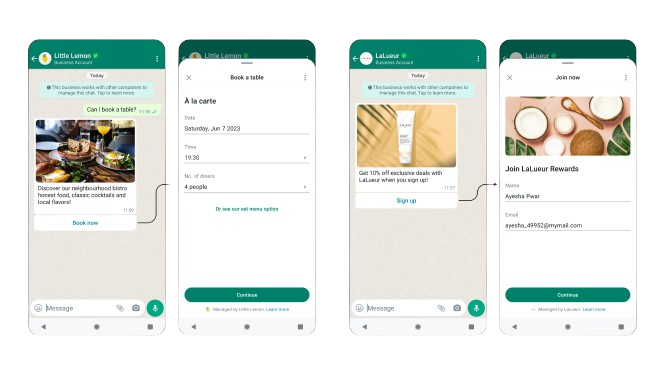 Little Lemon
Business Account
Today
This business works with other companies to
manage this chat. Tap to learn more.
Can I book a table? 11:59
Discover our neighbourhood bistro
honest food, classic cocktails and
local flavors!
11:59
Book now
Message
Little Lemon
Book a table
À la carte
Date
Saturday, Jun 7 2023
Time
19:30
No. of diners
4 people
Or see our set menu option
Continue
Managed by Little Lemon. Learn more
LaLueur
Business Account
Today
This business works with other companies to
manage this chat. Tap to learn more.
Get 10% off exclusive deals with
LaLueur when you sign up!
11:57
Sign up
Message
LaLueur
Join now
Join LaLueur Rewards
Name
Ayesha Pwar
Email
ayesha_49952@mymail.com
Continue
Managed by LaLueur. Learn more